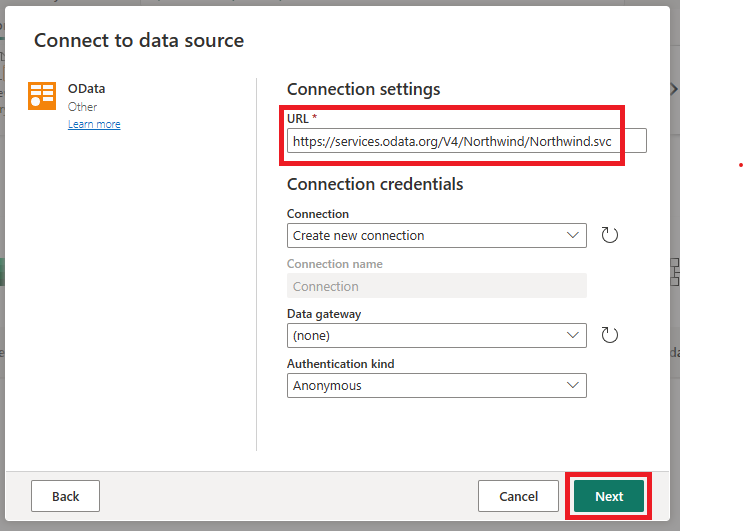 Connect to data source
OData
Other
Learn more
Connection settings
URL *
https://services.odata.org/V4/Northwind/Northwind.svc
Connection credentials
Connection
Create new connection
Connection name
Connection
Data gateway
(none)
Authentication kind
Anonymous
Back
Cancel
Next